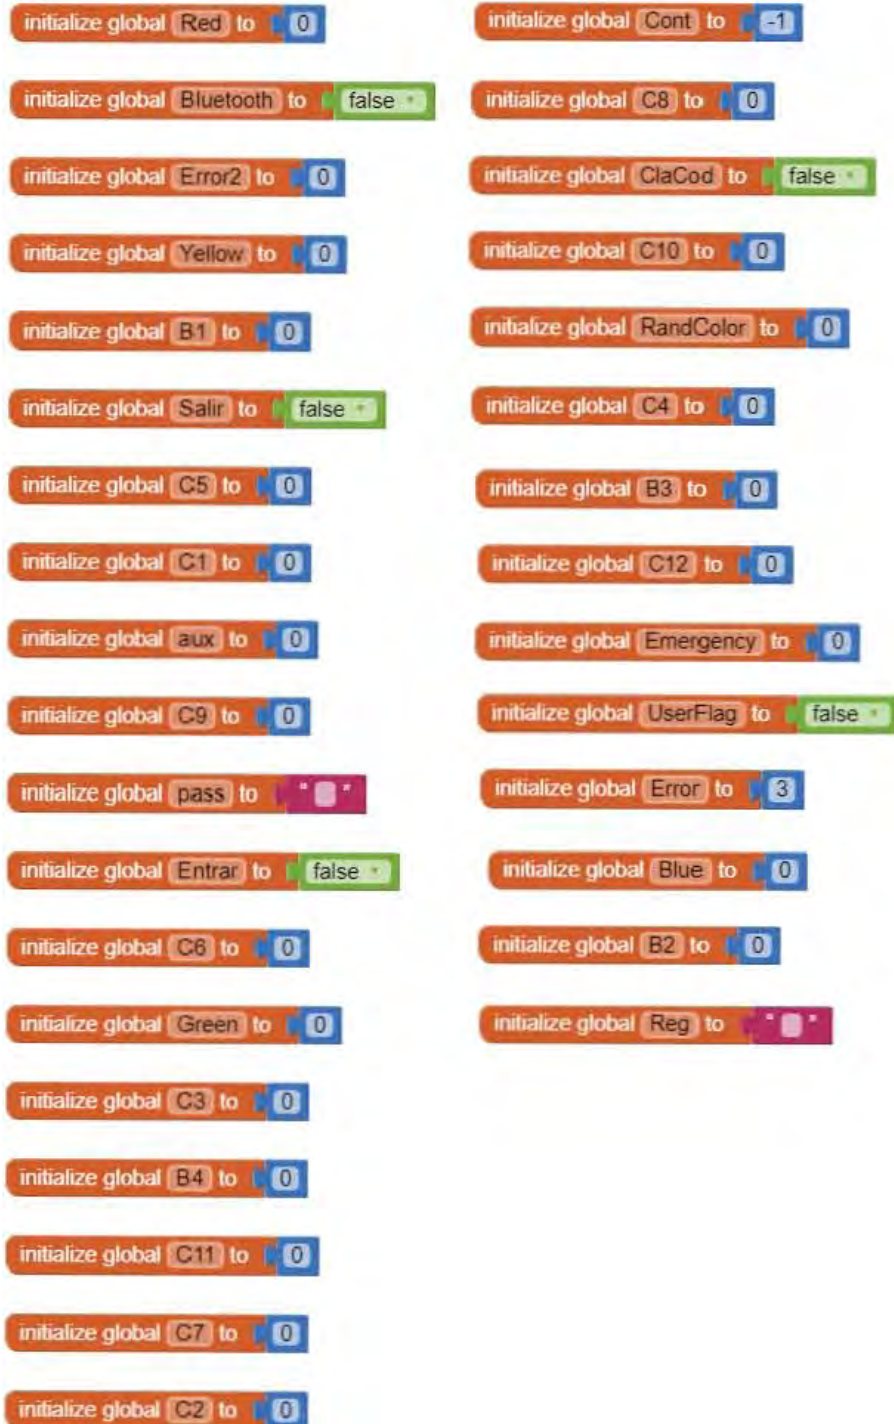 initialize global Red to 0
initialize global Bluetooth to false
initialize global Error2 to 0
initialize global Yellow to 0
initialize global B1 to 0
initialize global Salir to false
initialize global C5 to 0
initialize global C1 to 0
initialize global aux to 0
initialize global C9 to 0
initialize global pass to " "
initialize global Entrar to false
initialize global C6 to 0
initialize global Green to 0
initialize global C3 to 0
initialize global B4 to 0
initialize global C11 to 0
initialize global C7 to 0
initialize global C2 to 0
initialize global Cont to -1
initialize global C8 to 0
initialize global ClaCod to false
initialize global C10 to 0
initialize global RandColor to 0
initialize global C4 to 0
initialize global B3 to 0
initialize global C12 to 0
initialize global Emergency to 0
initialize global UserFlag to false
initialize global Error to 3
initialize global Blue to 0
initialize global B2 to 0
initialize global Reg to " "